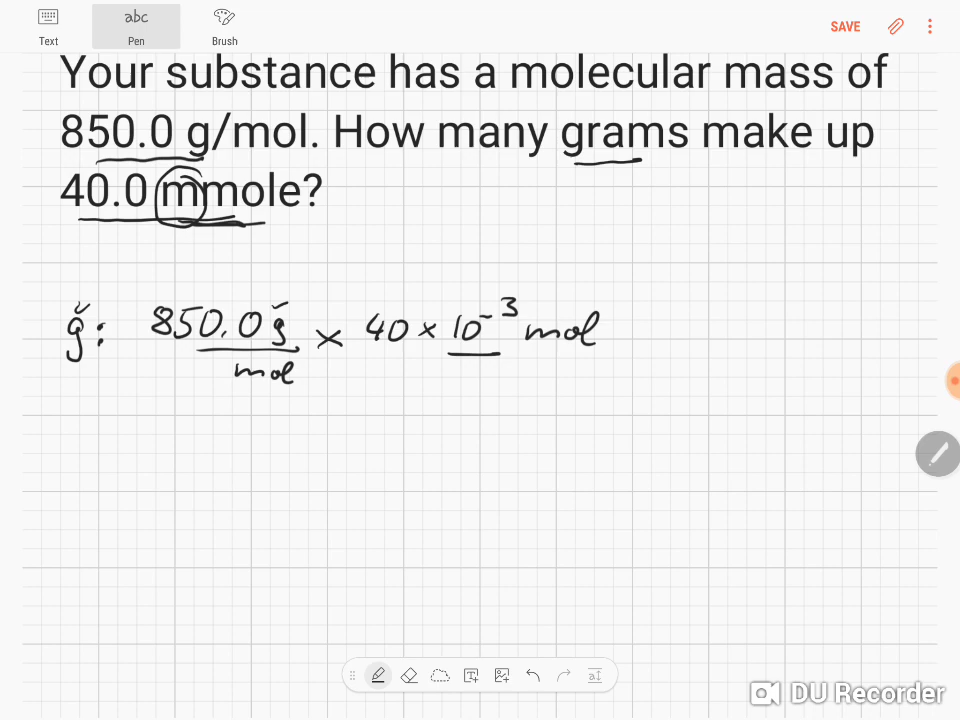 Text
abc
Pen
Brush
SAVE
Your substance has a molecular mass of
850.0 g/mol. How many grams make up
40.0 mmole?
g: 850.0 g / mol × 40 × 10⁻³ mol
DU Recorder